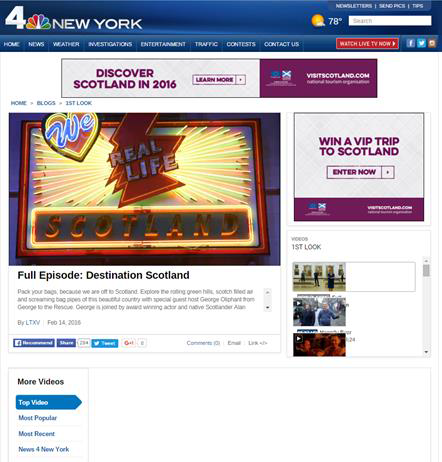 NEWSLETTERS | SEND PICS | TIPS
4 NEW YORK
78°
Search
HOME NEWS WEATHER INVESTIGATIONS ENTERTAINMENT TRAFFIC CONTESTS CONTACT US
WATCH LIVE TV NOW
DISCOVER
SCOTLAND IN 2016
LEARN MORE
VISITSCOTLAND.COM
national tourism organisation
HOME > BLOGS > 1ST LOOK
We
REAL
LIFE
SCOTLAND
Full Episode: Destination Scotland
Pack your bags, because we are off to Scotland. Explore the rolling green hills, scotch filled air
and screaming bag pipes of this beautiful country with special guest host George Oliphant from
George to the Rescue. George is joined by award winning actor and native Scotlander Alan
By LTXV | Feb 14, 2016
Recommend Share 294 Tweet G+1 8
Comments (0) | Email | Link </>
WIN A VIP TRIP
TO SCOTLAND
ENTER NOW
VISITSCOTLAND.COM
national tourism organisation
VIDEOS
1ST LOOK
More Videos
Top Video
Most Popular
Most Recent
News 4 New York